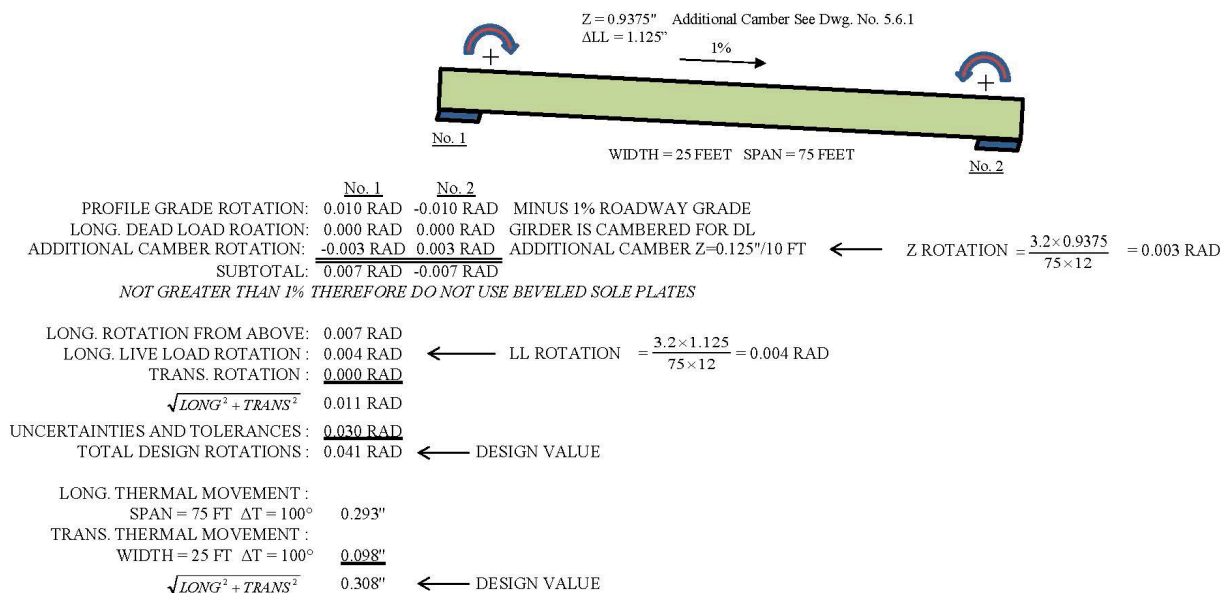 Z = 0.9375" Additional Camber See Dwg. No. 5.6.1
ΔLL = 1.125"
1%
No. 1
WIDTH = 25 FEET SPAN = 75 FEET
No. 2
No. 1 No. 2
PROFILE GRADE ROTATION: 0.010 RAD -0.010 RAD MINUS 1% ROADWAY GRADE
LONG. DEAD LOAD ROATION: 0.000 RAD 0.000 RAD GIRDER IS CAMBERED FOR DL
ADDITIONAL CAMBER ROTATION: -0.003 RAD 0.003 RAD ADDITIONAL CAMBER Z=0.125"/10 FT ← Z ROTATION = 3.2×0.9375 / 75×12 = 0.003 RAD
SUBTOTAL: 0.007 RAD -0.007 RAD
NOT GREATER THAN 1% THEREFORE DO NOT USE BEVELED SOLE PLATES
LONG. ROTATION FROM ABOVE: 0.007 RAD
LONG. LIVE LOAD ROTATION : 0.004 RAD ← LL ROTATION = 3.2×1.125 / 75×12 = 0.004 RAD
TRANS. ROTATION : 0.000 RAD
√LONG² + TRANS² 0.011 RAD
UNCERTAINTIES AND TOLERANCES : 0.030 RAD
TOTAL DESIGN ROTATIONS : 0.041 RAD ← DESIGN VALUE
LONG. THERMAL MOVEMENT :
SPAN = 75 FT ΔT = 100° 0.293"
TRANS. THERMAL MOVEMENT :
WIDTH = 25 FT ΔT = 100° 0.098"
√LONG² + TRANS² 0.308" ← DESIGN VALUE